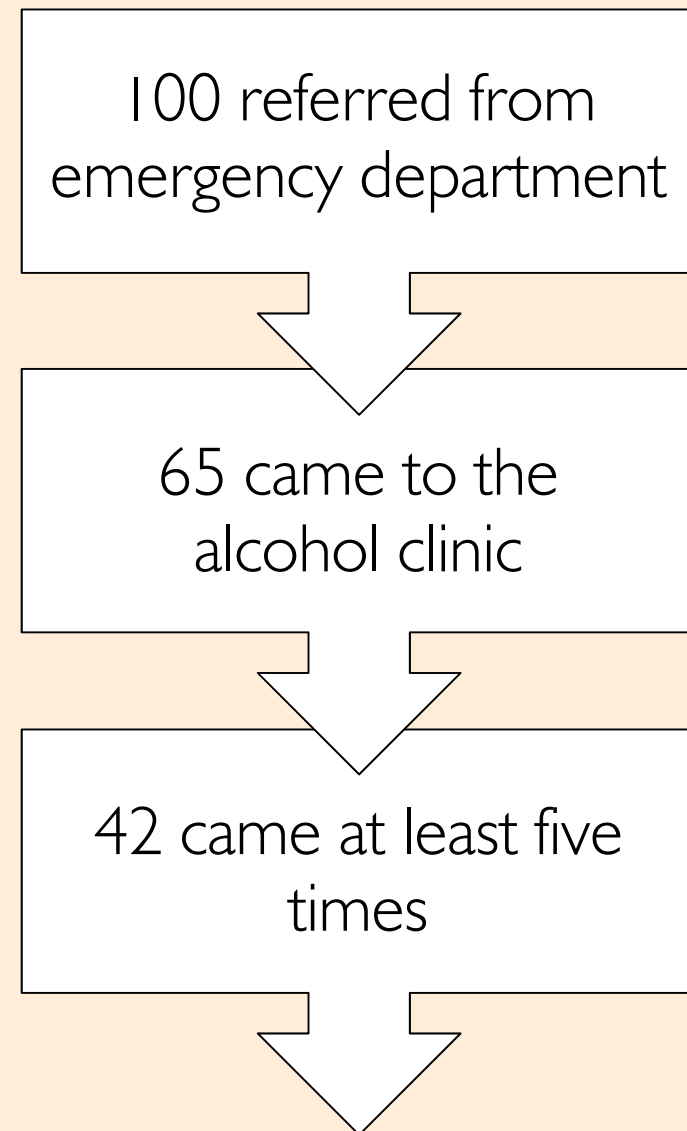 100 referred from
emergency department
65 came to the
alcohol clinic
42 came at least five
times